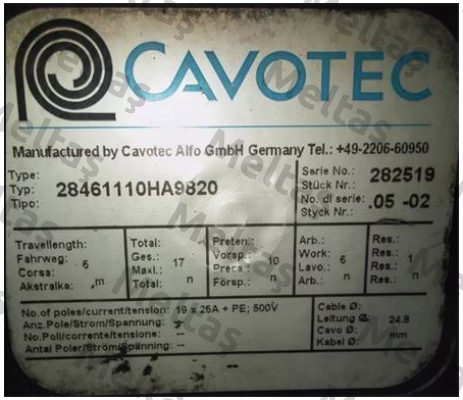 CAVOTEC
Manufactured by Cavotec Alfo GmbH Germany Tel.: +49-2206-60950
Type:
Typ: 28461110HA9820
Tipo:
Serie No.: 282519
Stück Nr.:
No. di serie: .05 -02
Styck Nr.:
Travellength:
Fahrweg: 6
Corsa:
Akstralka: .m
Total:
Ges.: 17
Maxi.:
Total: n
Preten.:
Vorsp.: 10
Preca.:
Försp.: n
Arb.:
Work: 6
Lavo.:
Arb.: n
Res.:
Res.: 1
Res.:
Res.: n
No. of poles/current/tension: 19 x 26A + PE; 500V
Anz.Pole/Strom/Spannung:
No.Poli/corrente/tensione: --
Antal Poler/Ström/Spänning: --
Cable Ø:
Leitung Ø: 24,8
Cavo Ø: mm
Kabel Ø:
Meltaş